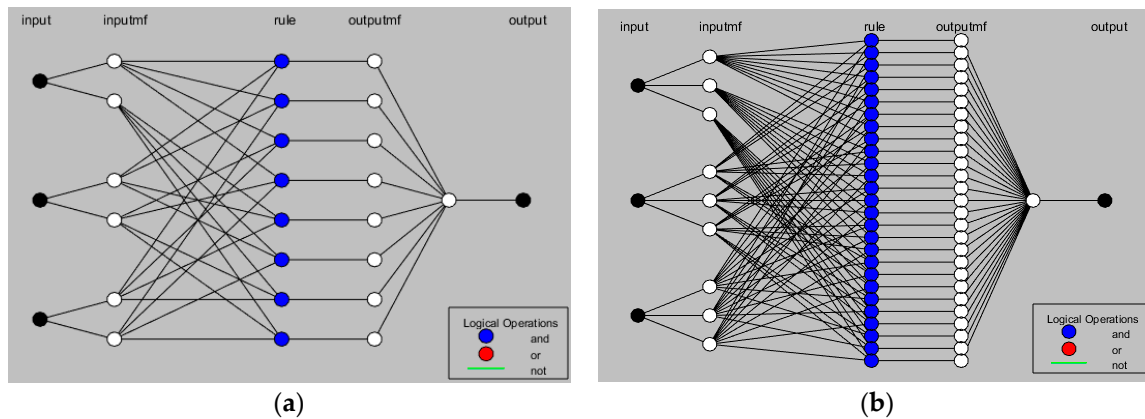 input inputmf rule outputmf output
Logical Operations
and
or
not
(a)
input inputmf rule outputmf output
Logical Operations
and
or
not
(b)